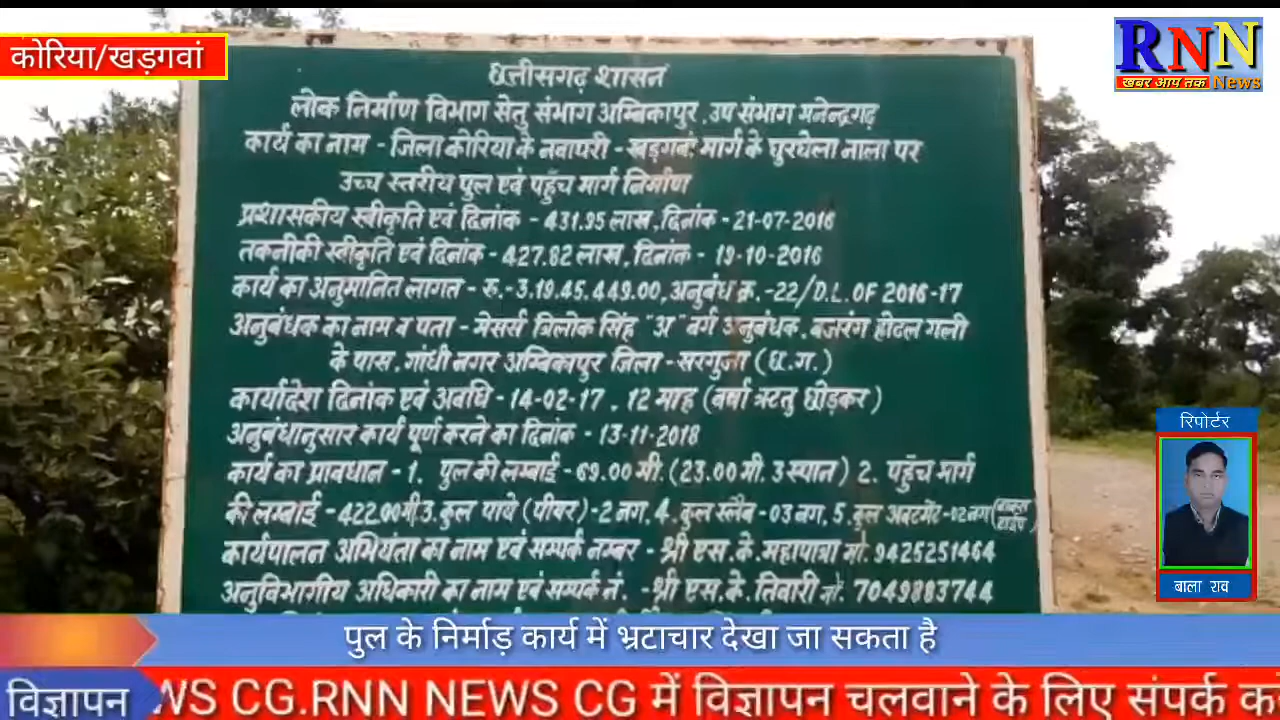 कोरिया/खड़गवां
RNN
खबर आप तक News
छत्तीसगढ़ शासन
लोक निर्माण विभाग सेतु संभाग अम्बिकापुर, उप संभाग मनेन्द्रगढ़
कार्य का नाम - जिला कोरिया के नवापरी - खड़गवां मार्ग के घुरघेला नाला पर
उच्च स्तरीय पुल एवं पहुँच मार्ग निर्माण
प्रशासकीय स्वीकृति एवं दिनांक - 431.95 लाख, दिनांक - 21-07-2016
तकनीकी स्वीकृति एवं दिनांक - 427.82 लाख, दिनांक - 19-10-2016
कार्य का अनुमानित लागत - रु.-3.19.45.449.00, अनुबंध क्र.-22/D.L.OF 2016-17
अनुबंधक का नाम व पता - मेसर्स त्रिलोक सिंह "अ" वर्ग अनुबंधक, बजरंग होटल गली
के पास, गांधी नगर अम्बिकापुर जिला - सरगुजा (छ.ग.)
कार्यादेश दिनांक एवं अवधि - 14-02-17, 12 माह (वर्षा ऋतु छोड़कर)
अनुबंधानुसार कार्य पूर्ण करने का दिनांक - 13-11-2018
कार्य का प्रावधान - 1. पुल की लम्बाई - 69.00 मी. (23.00 मी. 3 स्पान) 2. पहुँच मार्ग
की लम्बाई - 422.00 मी 3. कुल पाये (पीयर) - 2 नग, 4. कुल स्लैब - 03 नग, 5. कुल अबटमेंट - 02 नग
कार्यपालन अभियंता का नाम एवं सम्पर्क नम्बर - श्री एस.के. महापात्रा मो. 9425251464
अनुविभागीय अधिकारी का नाम एवं सम्पर्क नं. - श्री एस.के. तिवारी मो. 7049883744
रिपोर्टर
बाला राव
पुल के निर्माड़ कार्य में भ्रटाचार देखा जा सकता है
विज्ञापन WS CG.RNN NEWS CG में विज्ञापन चलवाने के लिए संपर्क